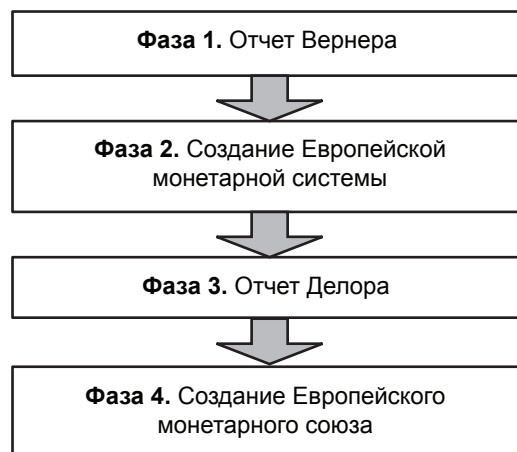 Фаза 1. Отчет Вернера
Фаза 2. Создание Европейской
монетарной системы
Фаза 3. Отчет Делора
Фаза 4. Создание Европейского
монетарного союза